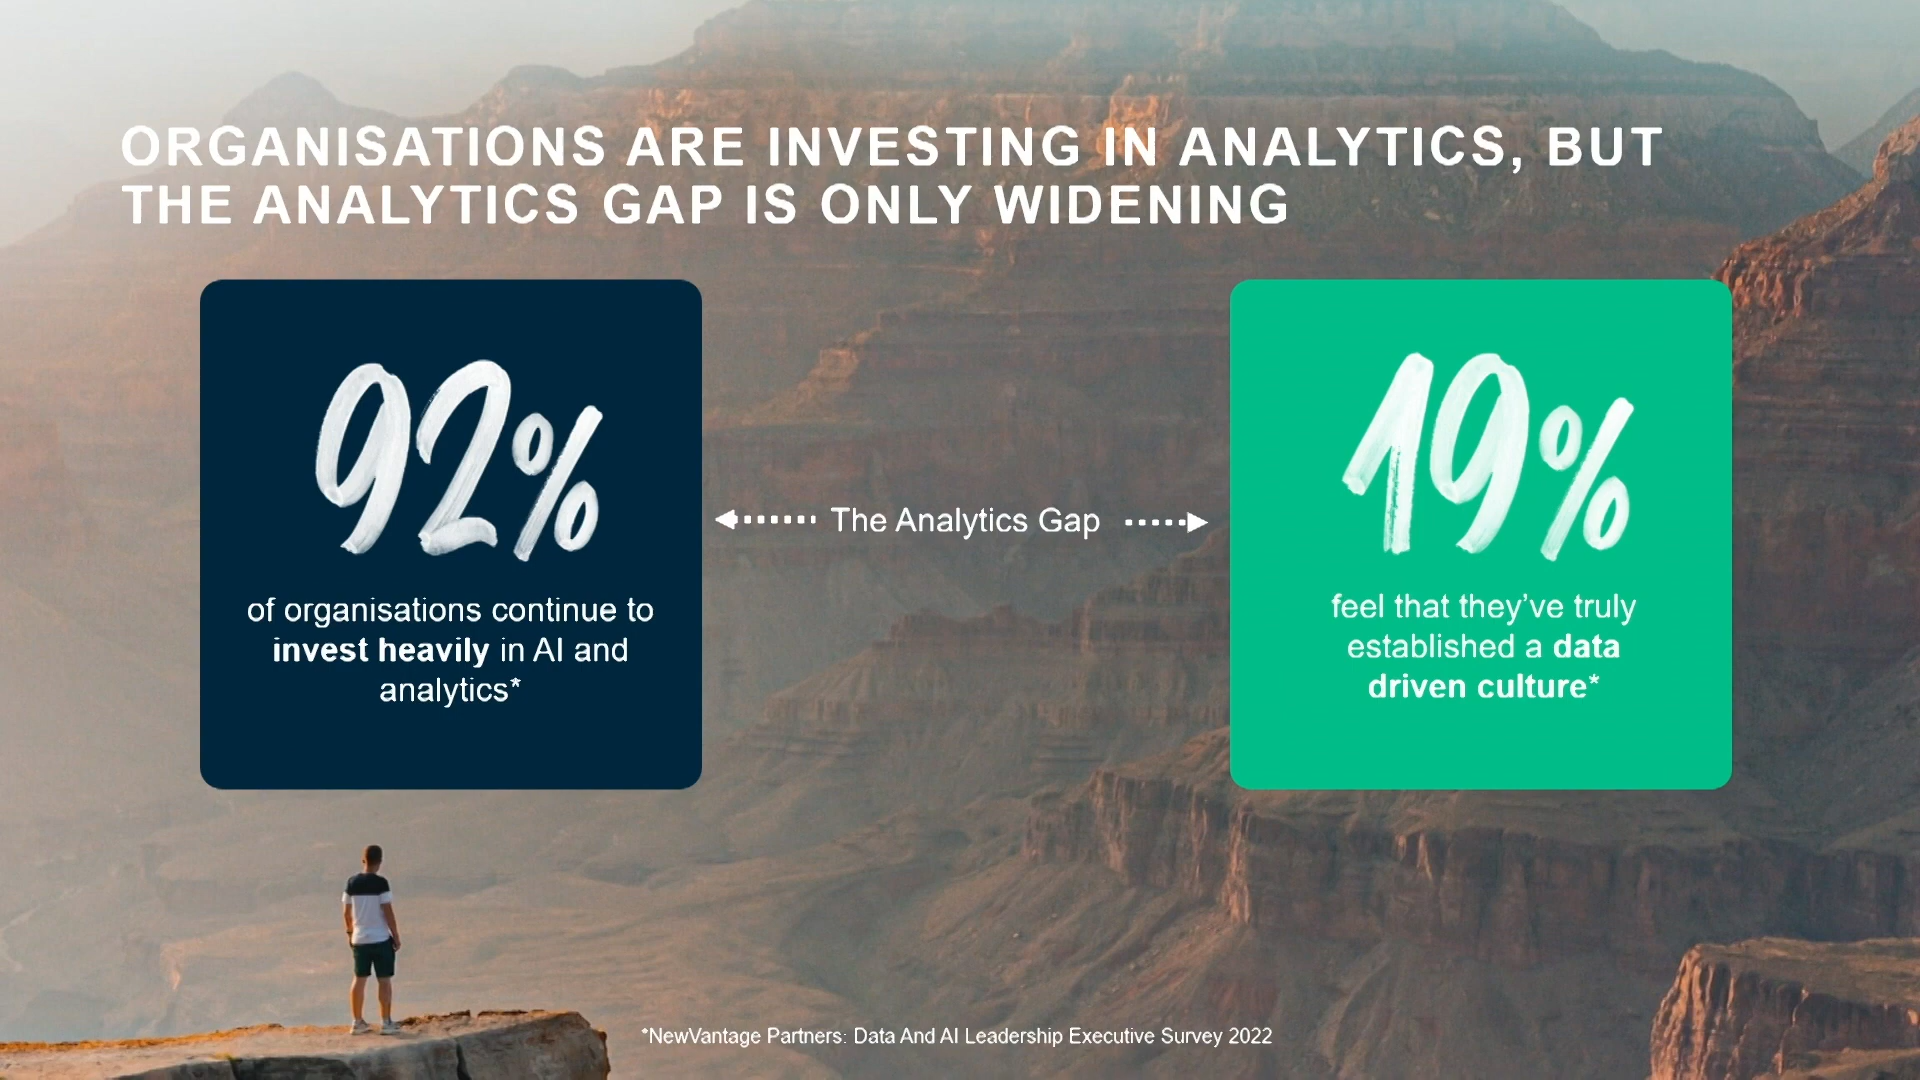 ORGANISATIONS ARE INVESTING IN ANALYTICS, BUT
THE ANALYTICS GAP IS ONLY WIDENING
92%
of organisations continue to
invest heavily in AI and
analytics*
The Analytics Gap
19%
feel that they’ve truly
established a data
driven culture*
*NewVantage Partners: Data And AI Leadership Executive Survey 2022